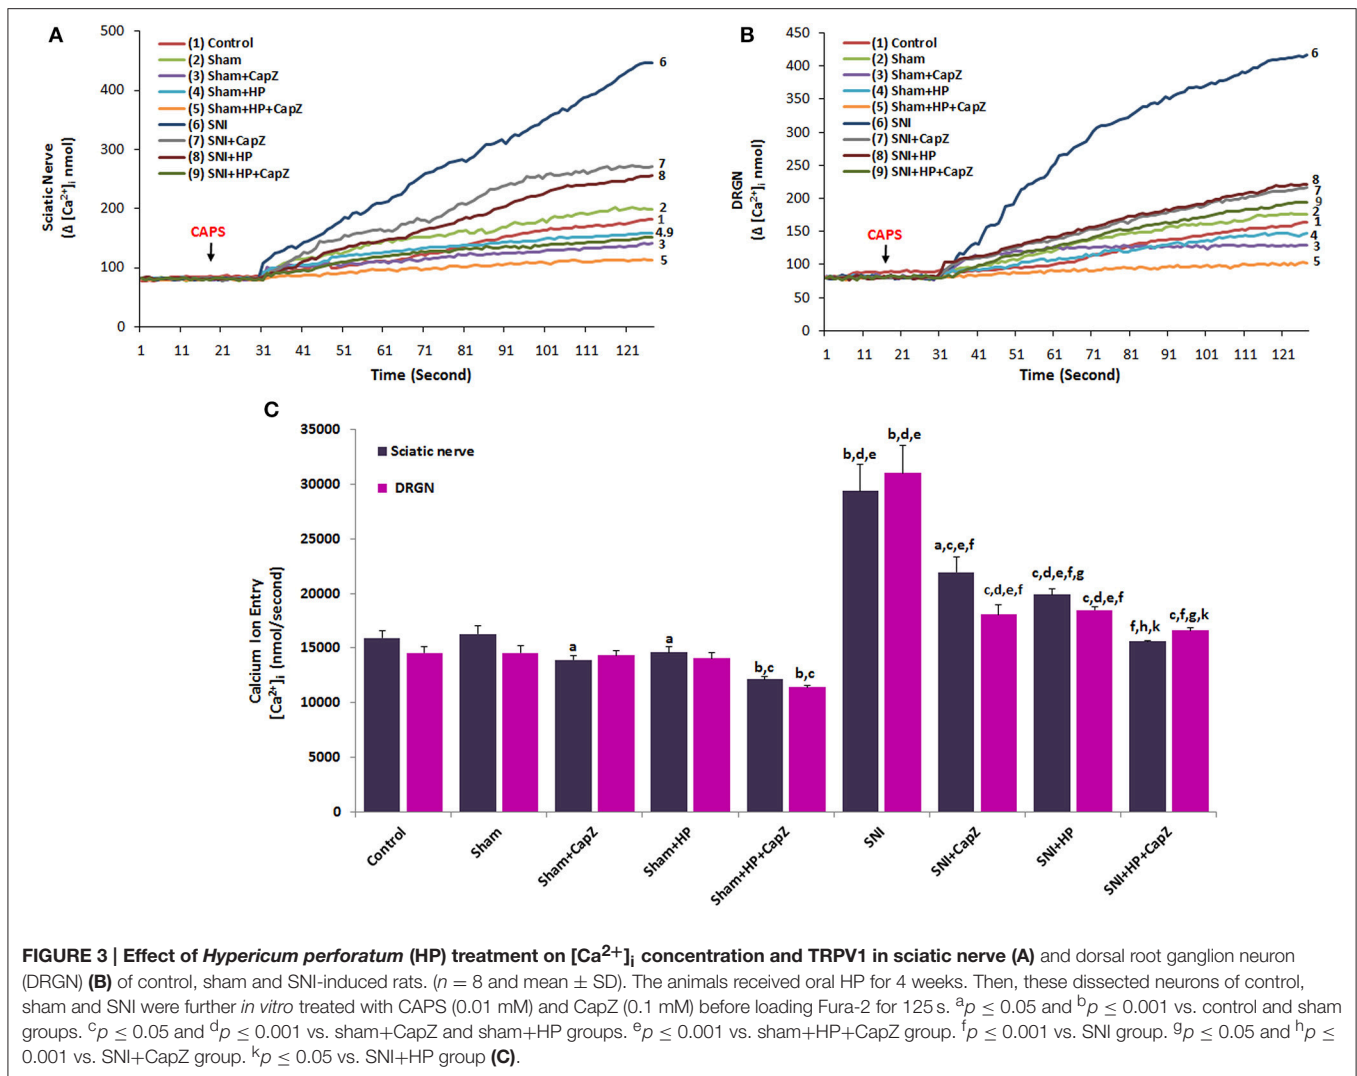 A
500
400
300
200
100
0
Sciatic Nerve
(Δ [Ca²⁺]ᵢ nmol)
(1) Control
(2) Sham
(3) Sham+CapZ
(4) Sham+HP
(5) Sham+HP+CapZ
(6) SNI
(7) SNI+CapZ
(8) SNI+HP
(9) SNI+HP+CapZ
CAPS
6
7
8
2
1
4.9
3
5
1 11 21 31 41 51 61 71 81 91 101 111 121
Time (Second)
B
450
400
350
300
250
200
150
100
50
0
DRGN
(Δ [Ca²⁺]ᵢ nmol)
(1) Control
(2) Sham
(3) Sham+CapZ
(4) Sham+HP
(5) Sham+HP+CapZ
(6) SNI
(7) SNI+CapZ
(8) SNI+HP
(9) SNI+HP+CapZ
CAPS
6
8
7
9
2
1
4
3
5
1 11 21 31 41 51 61 71 81 91 101 111 121
Time (Second)
C
35000
30000
25000
20000
15000
10000
5000
0
Calcium Ion Entry
[Ca²⁺]ᵢ (nmol/second)
Sciatic nerve
DRGN
a
a
b,c b,c
b,d,e b,d,e
a,c,e,f c,d,e,f
c,d,e,f,g c,d,e,f
f,h,k c,f,g,k
Control Sham Sham+CapZ Sham+HP Sham+HP+CapZ SNI SNI+CapZ SNI+HP SNI+HP+CapZ
FIGURE 3 | Effect of Hypericum perforatum (HP) treatment on [Ca²⁺]ᵢ concentration and TRPV1 in sciatic nerve (A) and dorsal root ganglion neuron
(DRGN) (B) of control, sham and SNI-induced rats. (n = 8 and mean ± SD). The animals received oral HP for 4 weeks. Then, these dissected neurons of control,
sham and SNI were further in vitro treated with CAPS (0.01 mM) and CapZ (0.1 mM) before loading Fura-2 for 125 s. ᵃp ≤ 0.05 and ᵇp ≤ 0.001 vs. control and sham
groups. ᶜp ≤ 0.05 and ᵈp ≤ 0.001 vs. sham+CapZ and sham+HP groups. ᵉp ≤ 0.001 vs. sham+HP+CapZ group. ᶠp ≤ 0.001 vs. SNI group. ᵍp ≤ 0.05 and ʰp ≤
0.001 vs. SNI+CapZ group. ᵏp ≤ 0.05 vs. SNI+HP group (C).